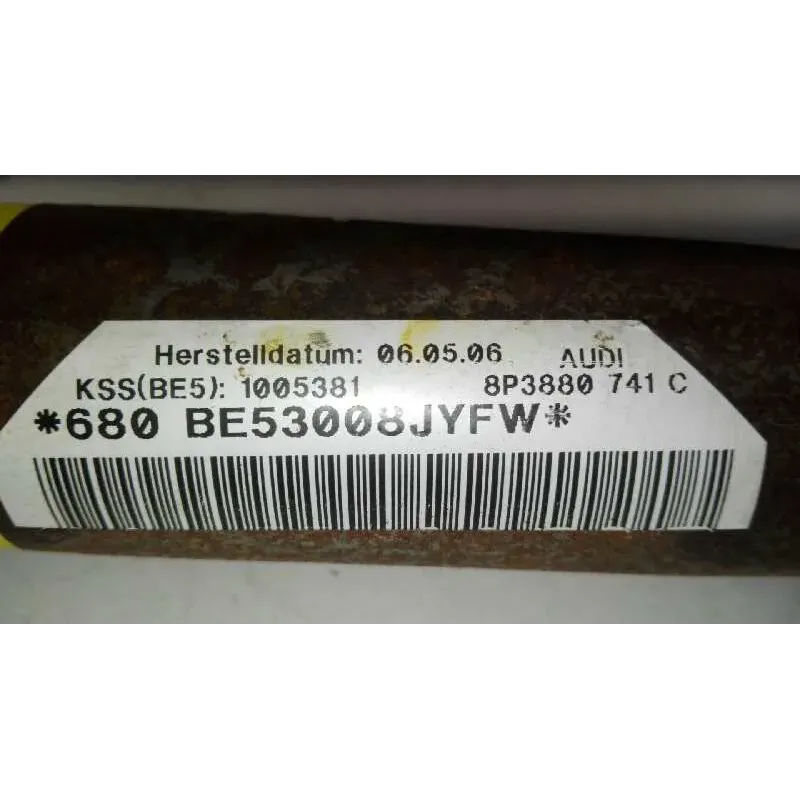 Herstelldatum: 06.05.06 AUDI
KSS(BE5): 1005381 8P3880 741 C
*680 BE53008JYFW*